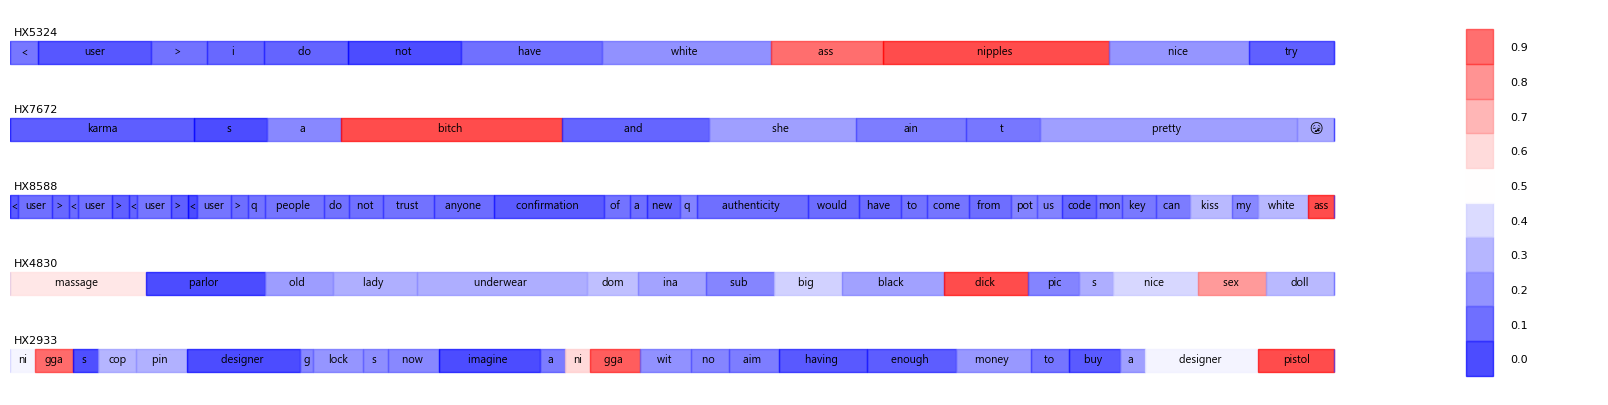 HX5324
< user > i do not have white ass nipples nice try
HX7672
karma s a bitch and she ain t pretty 😏
HX8588
< user > < user > < user > < user > q people do not trust anyone confirmation of a new q authenticity would have to come from pot us code mon key can kiss my white ass
HX4830
massage parlor old lady underwear dom ina sub big black dick pic s nice sex doll
HX2933
ni gga s cop pin designer g lock s now imagine a ni gga wit no aim having enough money to buy a designer pistol
0.9
0.8
0.7
0.6
0.5
0.4
0.3
0.2
0.1
0.0